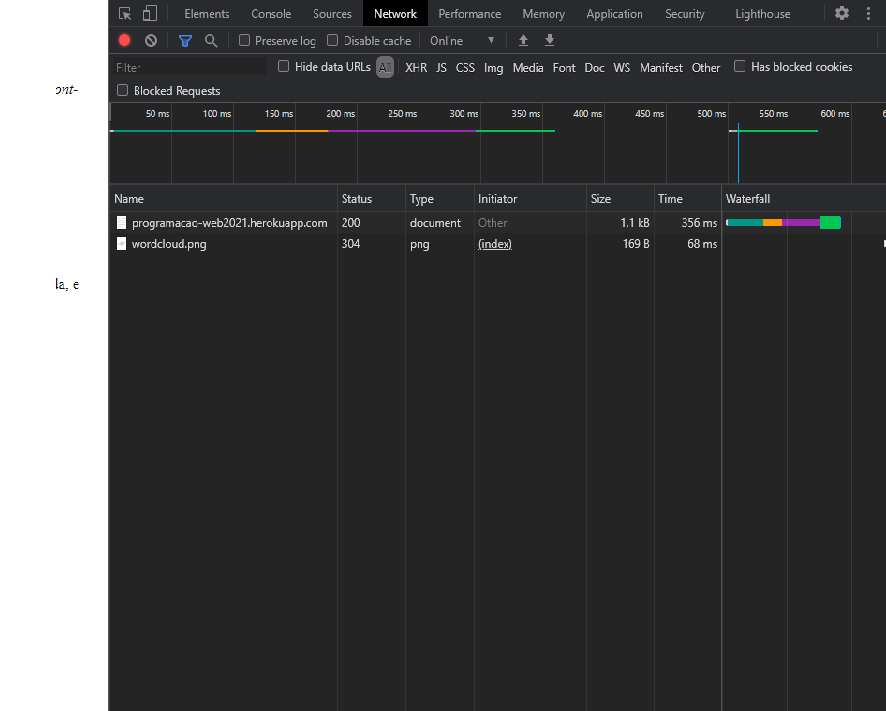 Elements Console Sources Network Performance Memory Application Security Lighthouse
Preserve log Disable cache Online
ont-
Filter Hide data URLs All XHR JS CSS Img Media Font Doc WS Manifest Other Has blocked cookies
Blocked Requests
50 ms 100 ms 150 ms 200 ms 250 ms 300 ms 350 ms 400 ms 450 ms 500 ms 550 ms 600 ms
Name Status Type Initiator Size Time Waterfall
programacao-web2021.herokuapp.com 200 document Other 1.1 kB 356 ms
wordcloud.png 304 png (index) 169 B 68 ms
la, e